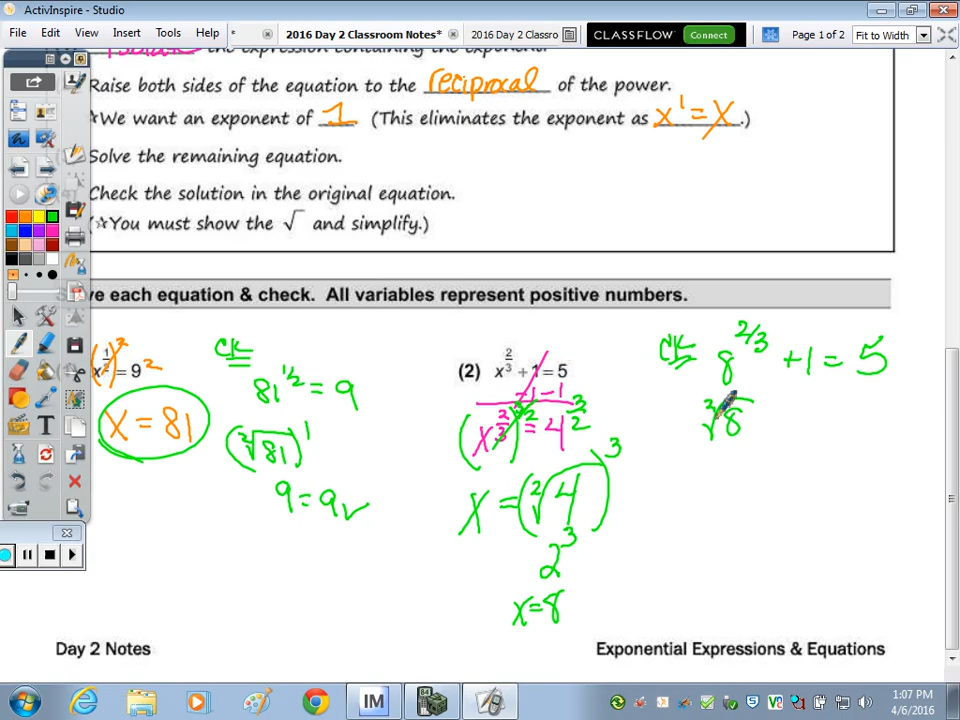 ActivInspire - Studio
File Edit View Insert Tools Help * 2016 Day 2 Classroom Notes* 2016 Day 2 Classro CLASSFLOW Connect Page 1 of 2 Fit to Width
the expression containing the exponent.
Raise both sides of the equation to the reciprocal of the power.
☆We want an exponent of 1 (This eliminates the exponent as x¹ = x.)
Solve the remaining equation.
Check the solution in the original equation.
(☆You must show the √ and simplify.)
ve each equation & check. All variables represent positive numbers.
(x^(1/2))² = 9²
x = 81
CK
81^(1/2) = 9
(²√81)¹
9 = 9 ✓
(2) x^(2/3) + 1 = 5
-1 -1
(x^(2/3))^(3/2) = 4^(3/2)
x = (²√4)³
2³
x=8
CK 8^(2/3) + 1 = 5
³√8
Day 2 Notes
Exponential Expressions & Equations
IM
84
1:07 PM
4/6/2016